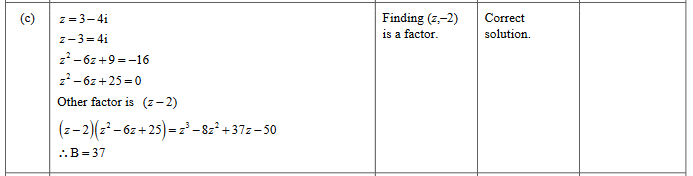 (c)
z = 3 – 4i
z – 3 = 4i
z² – 6z + 9 = –16
z² – 6z + 25 = 0
Other factor is (z – 2)
(z – 2)(z² – 6z + 25) = z³ – 8z² + 37z – 50
∴ B = 37
Finding (z,–2)
is a factor.
Correct
solution.